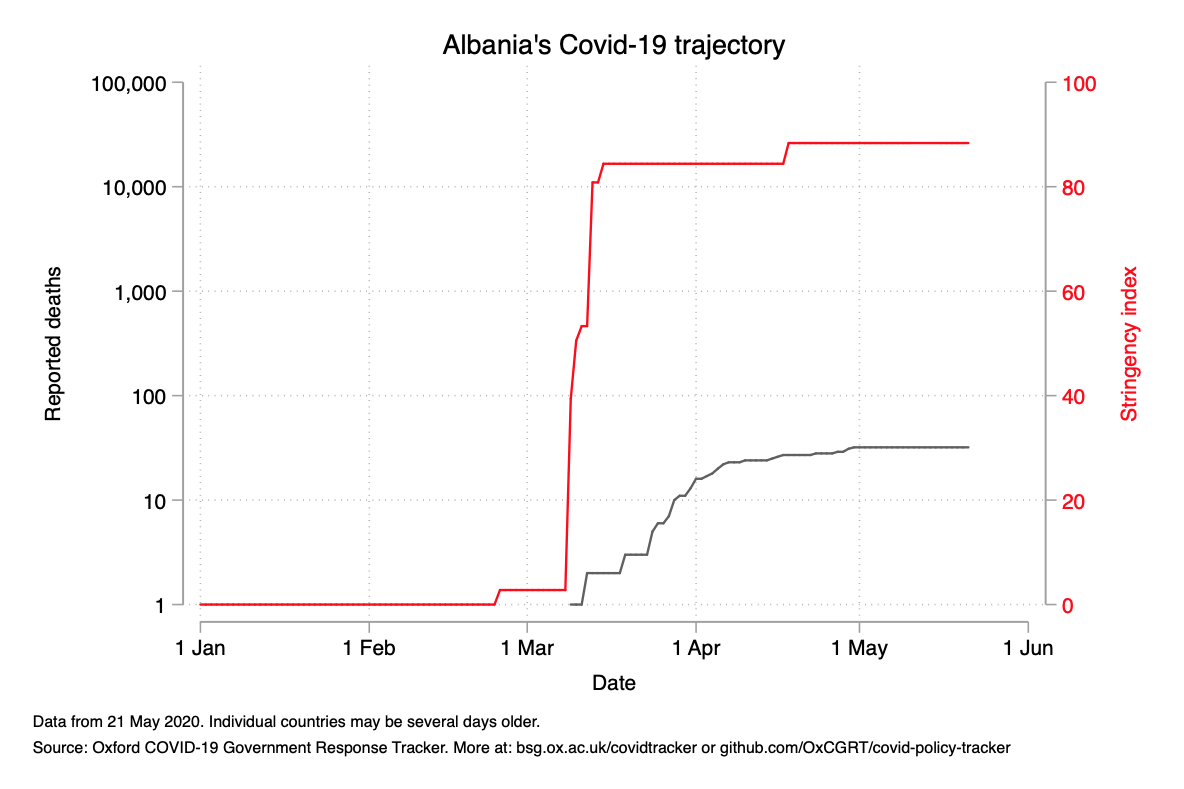 Albania's Covid-19 trajectory
100,000
10,000
1,000
100
10
1
Reported deaths
100
80
60
40
20
0
Stringency index
1 Jan
1 Feb
1 Mar
1 Apr
1 May
1 Jun
Date
Data from 21 May 2020. Individual countries may be several days older.
Source: Oxford COVID-19 Government Response Tracker. More at: bsg.ox.ac.uk/covidtracker or github.com/OxCGRT/covid-policy-tracker